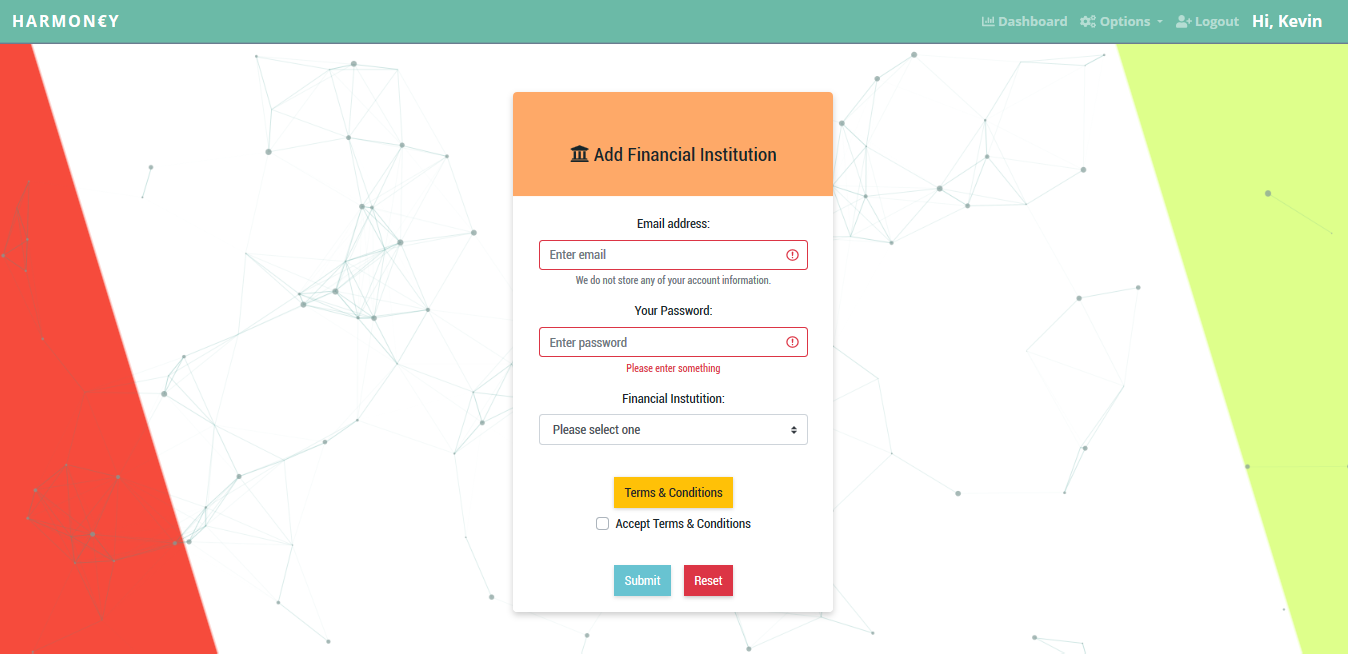 HARMON€Y
Dashboard Options Logout Hi, Kevin
Add Financial Institution
Email address:
Enter email
We do not store any of your account information.
Your Password:
Enter password
Please enter something
Financial Instutition:
Please select one
Terms & Conditions
Accept Terms & Conditions
Submit Reset